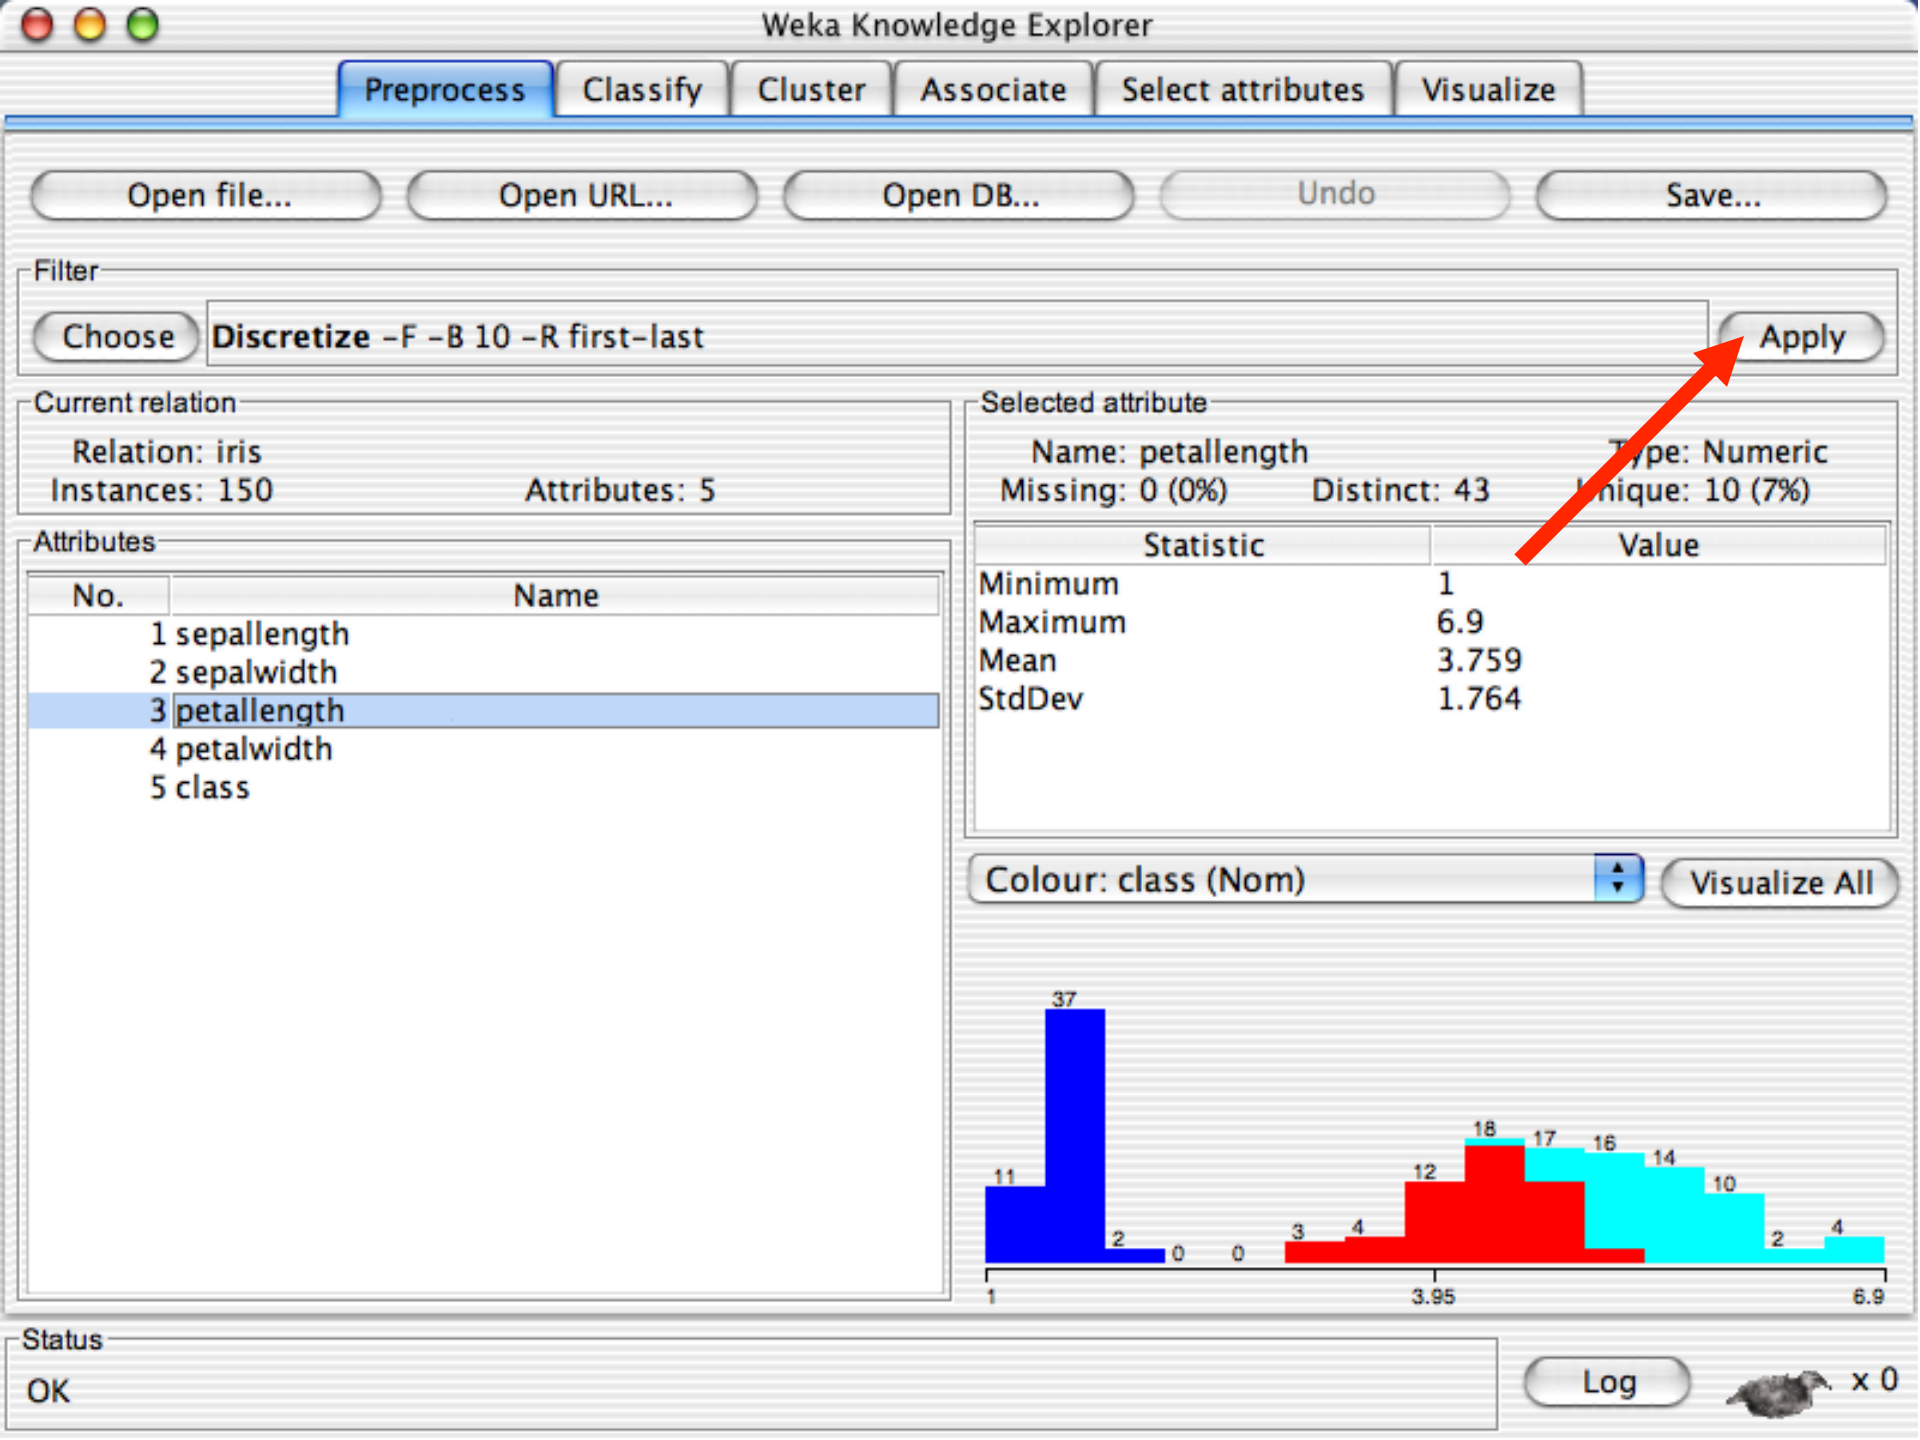 Weka Knowledge Explorer
Preprocess Classify Cluster Associate Select attributes Visualize
Open file... Open URL... Open DB... Undo Save...
Filter
Choose Discretize -F -B 10 -R first-last Apply
Current relation
Relation: iris
Instances: 150 Attributes: 5
Selected attribute
Name: petallength Type: Numeric
Missing: 0 (0%) Distinct: 43 Unique: 10 (7%)
Attributes
No. Name
1 sepallength
2 sepalwidth
3 petallength
4 petalwidth
5 class
Statistic Value
Minimum 1
Maximum 6.9
Mean 3.759
StdDev 1.764
Colour: class (Nom) Visualize All
37
18 17 16 14
11 12 10
2 0 0 3 4 2 4
1 3.95 6.9
Status
OK
Log x 0